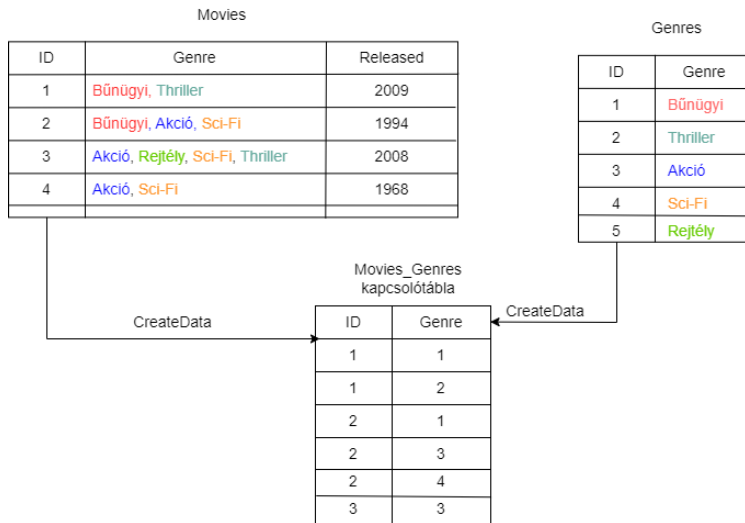 Movies
ID Genre Released
1 Bűnügyi, Thriller 2009
2 Bűnügyi, Akció, Sci-Fi 1994
3 Akció, Rejtély, Sci-Fi, Thriller 2008
4 Akció, Sci-Fi 1968
Genres
ID Genre
1 Bűnügyi
2 Thriller
3 Akció
4 Sci-Fi
5 Rejtély
CreateData
CreateData
Movies_Genres
kapcsolótábla
ID Genre
1 1
1 2
2 1
2 3
2 4
3 3